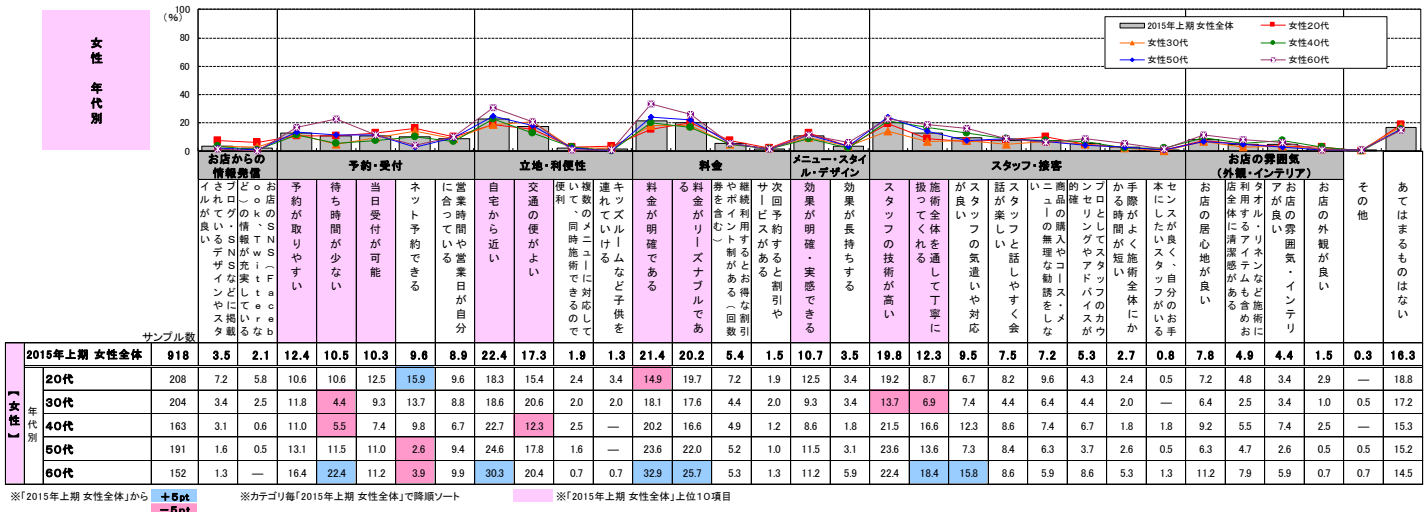 (%)
100
80
60
40
20
0
2015年上期 女性全体
女性20代
女性30代
女性40代
女性50代
女性60代
女性 年代別
お店からの情報発信
予約・受付
立地・利便性
料金
メニュー・スタイル・デザイン
スタッフ・接客
お店の雰囲気(外観・インテリア)
ブログ・SNSなどに掲載されているデザインやスタイルが良い
お店のSNS(Facebook、Twitterなど)の情報が充実している
予約が取りやすい
待ち時間が少ない
当日受付が可能
ネット予約できる
営業時間や営業日が自分に合っている
自宅から近い
交通の便がよい
複数のメニューに対応していて、同時施術できるので便利
キッズルームなど子供を連れていける
料金が明確である
料金がリーズナブルである
継続利用するとお得な割引やポイント制がある(回数券を含む)
次回予約すると割引やサービスがある
効果が明確・実感できる
効果が長持ちする
スタッフの技術が高い
施術全体を通して丁寧に扱ってくれる
スタッフの気遣いや対応が良い
スタッフと話しやすく会話が楽しい
商品の購入やコース・メニューの無理な勧誘をしない
プロとしてスタッフのカウンセリングやアドバイスが的確
手際がよく施術全体にかかる時間が短い
センスが良く、自分のお手本にしたいスタッフがいる
お店の居心地が良い
タオル・リネンなど施術に利用するアイテムも含めお店全体に清潔感がある
お店の雰囲気・インテリアが良い
お店の外観が良い
その他
あてはまるものはない
サンプル数
2015年上期 女性全体 918 3.5 2.1 12.4 10.5 10.3 9.6 8.9 22.4 17.3 1.9 1.3 21.4 20.2 5.4 1.5 10.7 3.5 19.8 12.3 9.5 7.5 7.2 5.3 2.7 0.8 7.8 4.9 4.4 1.5 0.3 16.3
【女性】
年代別
20代 208 7.2 5.8 10.6 10.6 12.5 15.9 9.6 18.3 15.4 2.4 3.4 14.9 19.7 7.2 1.9 12.5 3.4 19.2 8.7 6.7 8.2 9.6 4.3 2.4 0.5 7.2 4.8 3.4 2.9 — 18.8
30代 204 3.4 2.5 11.8 4.4 9.3 13.7 8.8 18.6 20.6 2.0 2.0 18.1 17.6 4.4 2.0 9.3 3.4 13.7 6.9 7.4 4.4 6.4 4.4 2.0 — 6.4 2.5 3.4 1.0 0.5 17.2
40代 163 3.1 0.6 11.0 5.5 7.4 9.8 6.7 22.7 12.3 2.5 — 20.2 16.6 4.9 1.2 8.6 1.8 21.5 16.6 12.3 8.6 7.4 6.7 1.8 1.8 9.2 5.5 7.4 2.5 — 15.3
50代 191 1.6 0.5 13.1 11.5 11.0 2.6 9.4 24.6 17.8 1.6 — 23.6 22.0 5.2 1.0 11.5 3.1 23.6 13.6 7.3 8.4 6.3 3.7 2.6 0.5 6.3 4.7 2.6 0.5 0.5 15.2
60代 152 1.3 — 16.4 22.4 11.2 3.9 9.9 30.3 20.4 0.7 0.7 32.9 25.7 5.3 1.3 11.2 5.9 22.4 18.4 15.8 8.6 5.9 8.6 5.3 1.3 11.2 7.9 5.9 0.7 0.7 14.5
※「2015年上期 女性全体」から +5pt
−5pt
※カテゴリ毎「2015年上期 女性全体」で降順ソート
※「2015年上期 女性全体」上位10項目